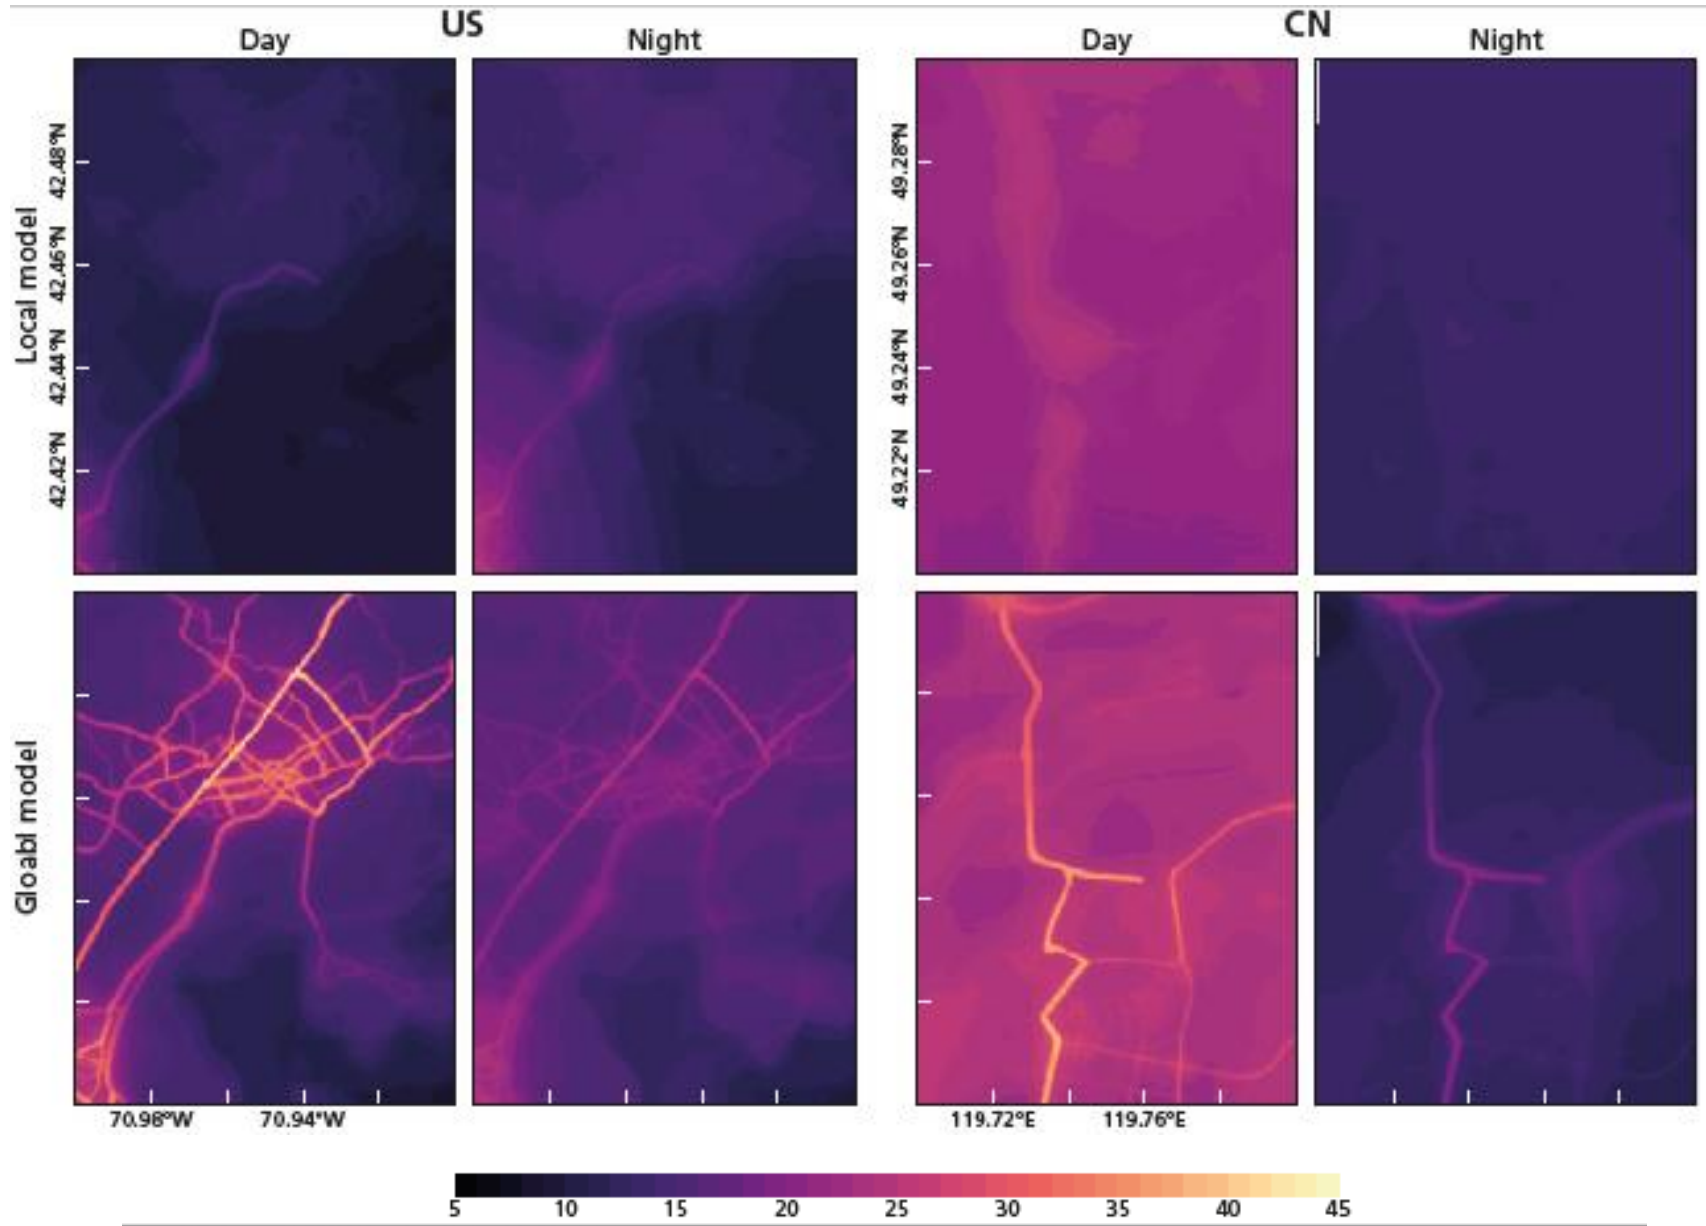 US CN
Day Night Day Night
Local model
42.48°N
42.46°N
42.44°N
42.42°N
49.28°N
49.26°N
49.24°N
49.22°N
Gloabl model
70.98°W 70.94°W 119.72°E 119.76°E
5 10 15 20 25 30 35 40 45